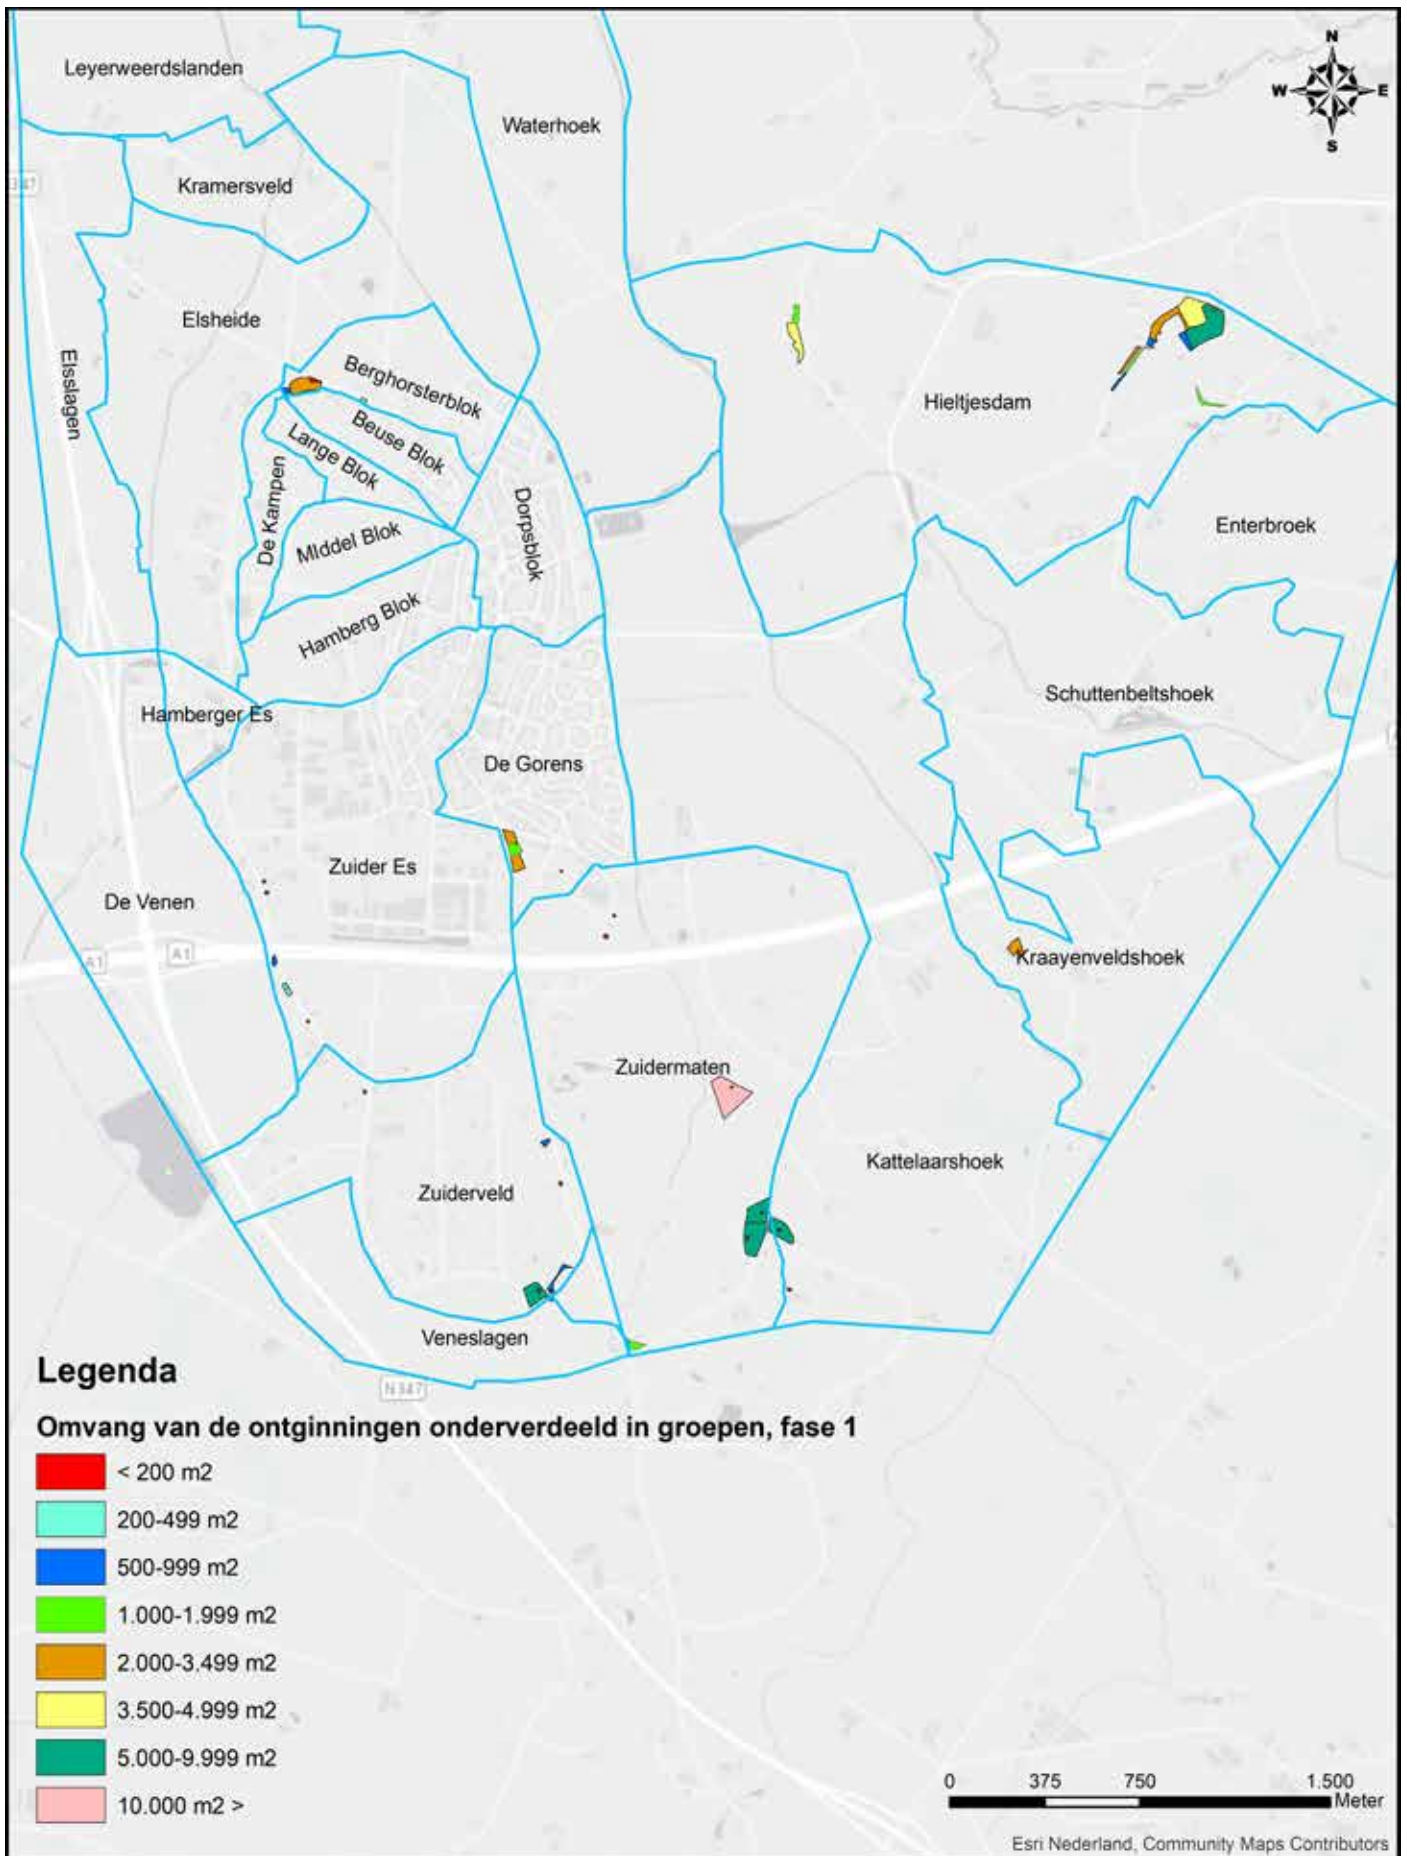 N
W
E
S
Leyerweerdslanden
Waterhoek
Kramersveld
Elsheide
Elsslagen
Berghorsterblok
Beuse Blok
Lange Blok
De Kampen
MIddel Blok
Hamberg Blok
Dorpsblok
Hieltjesdam
Enterbroek
Schuttenbeltshoek
Hamberger Es
De Gorens
Zuider Es
De Venen
A1
A1
Kraayenveldshoek
Zuidermaten
Kattelaarshoek
Zuiderveld
Veneslagen
N347
Legenda
Omvang van de ontginningen onderverdeeld in groepen, fase 1
< 200 m2
200-499 m2
500-999 m2
1.000-1.999 m2
2.000-3.499 m2
3.500-4.999 m2
5.000-9.999 m2
10.000 m2 >
0 375 750 1.500
Meter
Esri Nederland, Community Maps Contributors